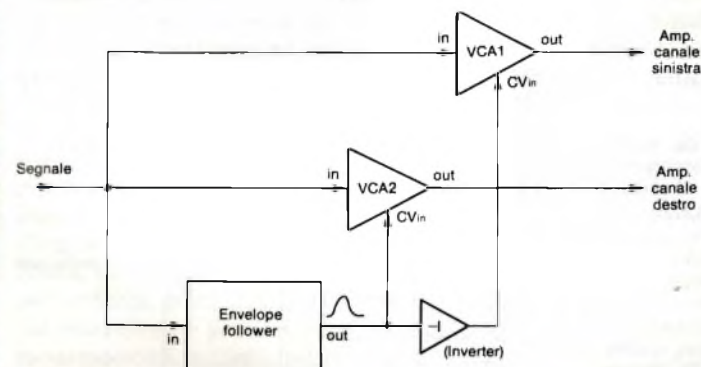 in
VCA1
out
CVin
Amp.
canale
sinistra
Segnale
in
VCA2
out
CVin
Amp.
canale
destro
Envelope
follower
in
out
–I
(Inverter)